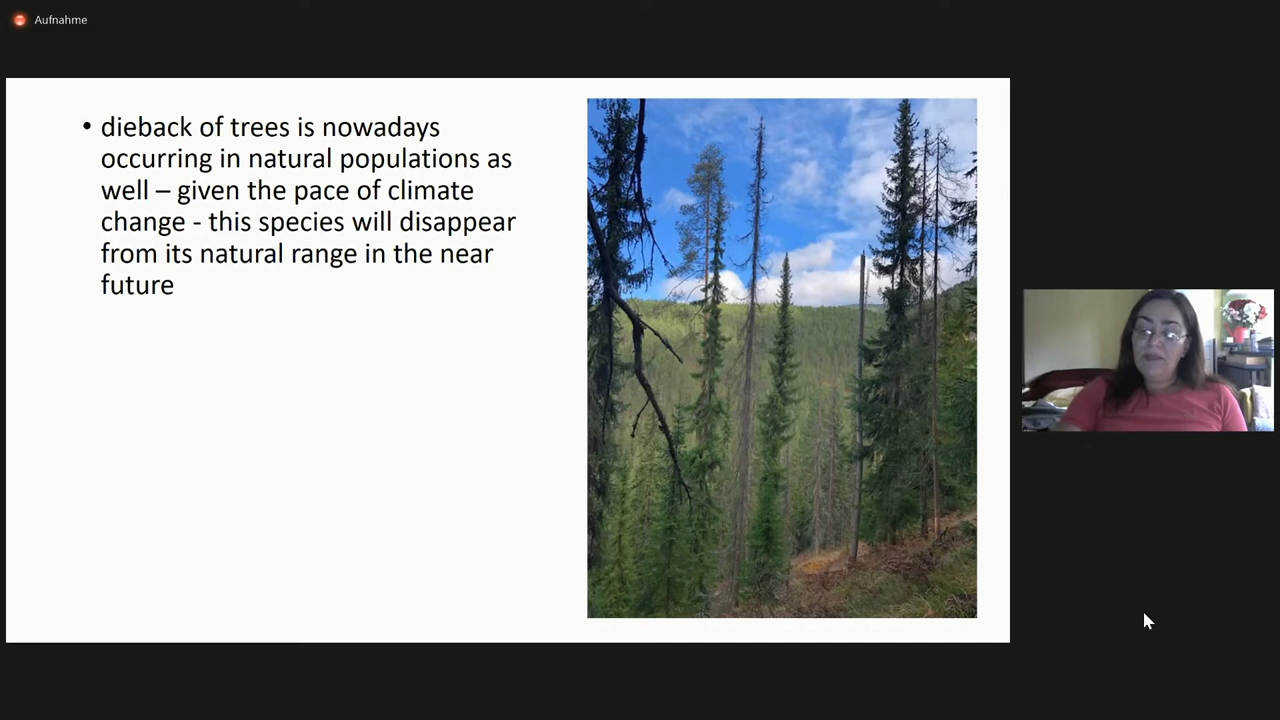 Aufnahme
• dieback of trees is nowadays
occurring in natural populations as
well – given the pace of climate
change - this species will disappear
from its natural range in the near
future